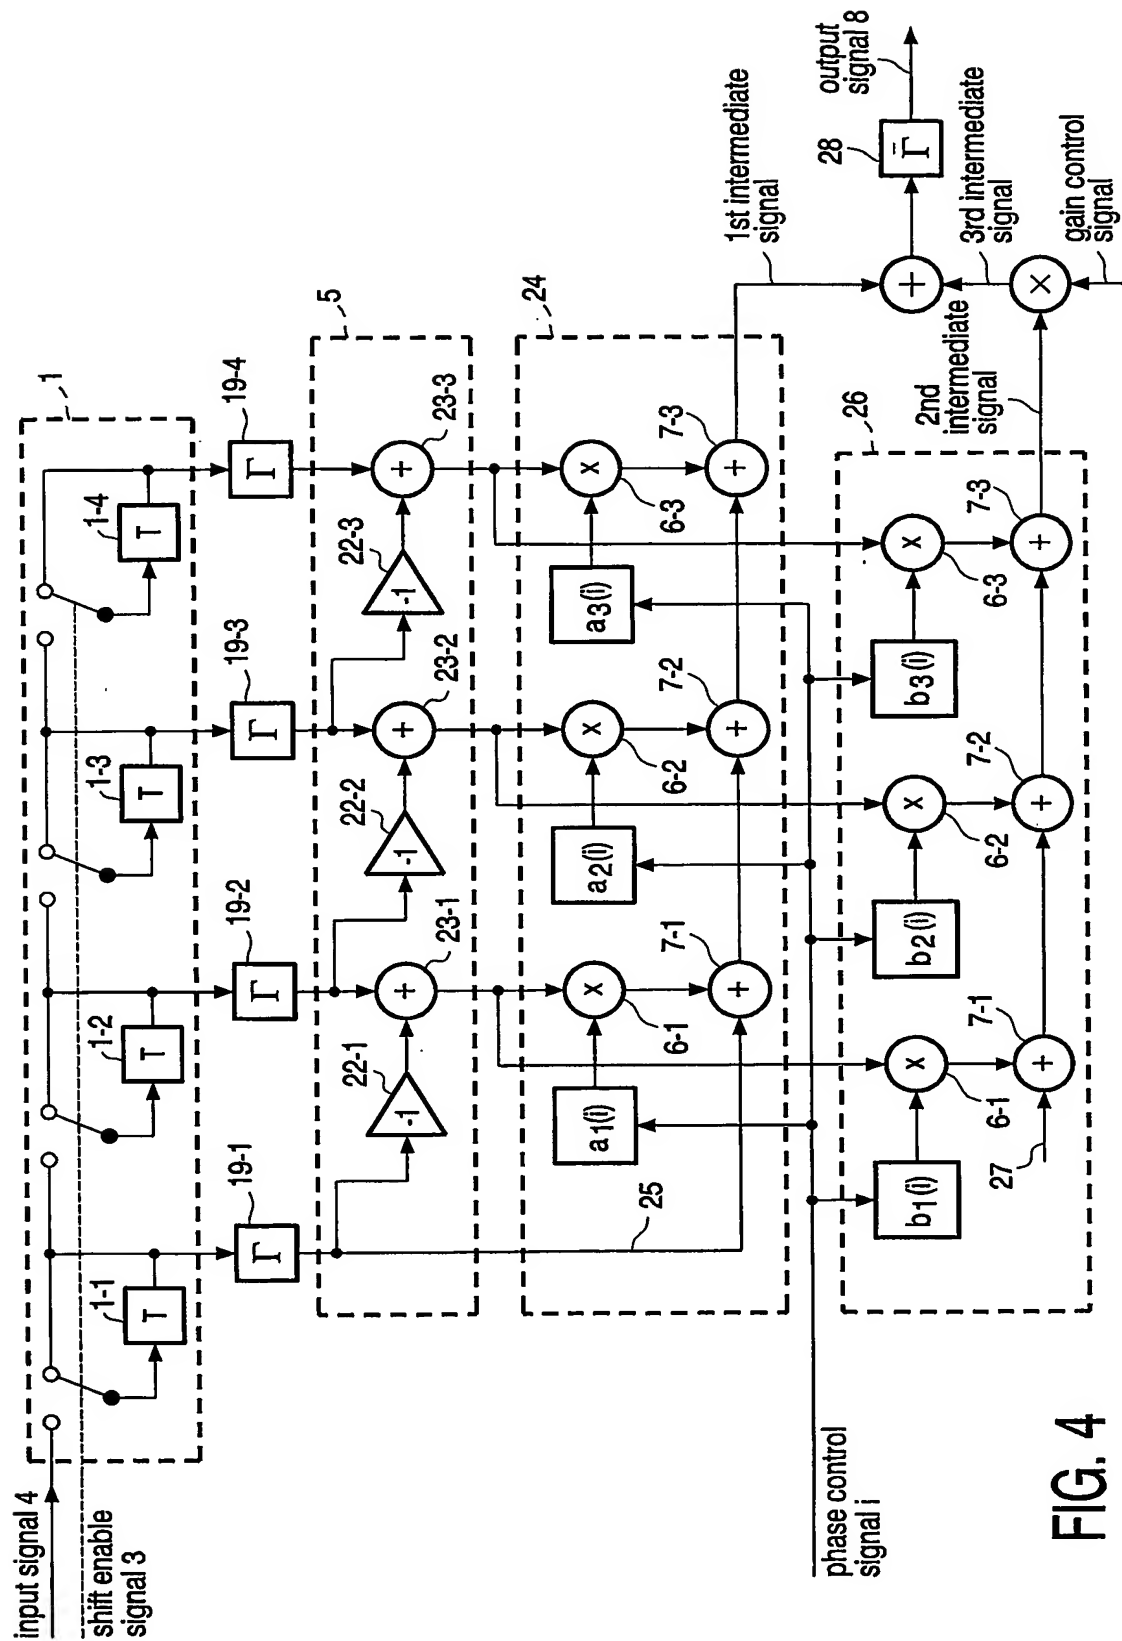 input signal 4
shift enable
signal 3
1
1-1
T
1-2
T
1-3
T
1-4
T
19-1
Γ
19-2
Γ
19-3
Γ
19-4
Γ
5
22-1
-1
23-1
+
22-2
-1
23-2
+
22-3
-1
23-3
+
24
25
a1(i)
x
6-1
7-1
+
a2(i)
x
6-2
7-2
+
a3(i)
x
6-3
7-3
+
1st intermediate
signal
phase control
signal i
26
27
b1(i)
x
6-1
7-1
+
b2(i)
x
6-2
7-2
+
b3(i)
x
6-3
7-3
+
2nd
intermediate
signal
X
gain control
signal
3rd intermediate
signal
+
28
Γ̄
output
signal 8
FIG. 4